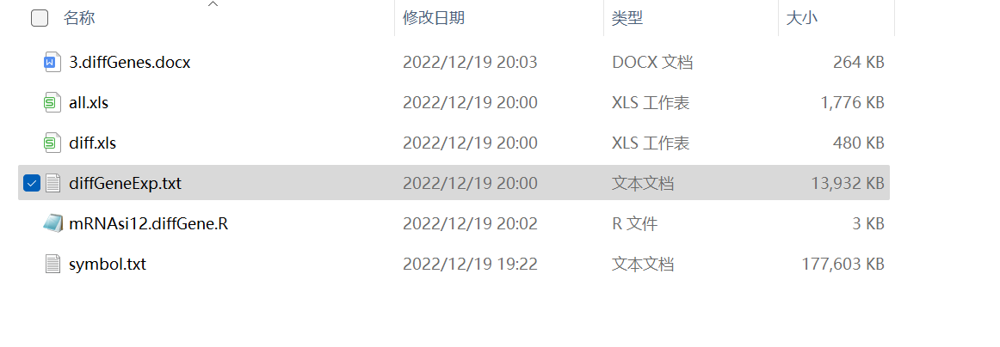 名称 修改日期 类型 大小
3.diffGenes.docx 2022/12/19 20:03 DOCX 文档 264 KB
all.xls 2022/12/19 20:00 XLS 工作表 1,776 KB
diff.xls 2022/12/19 20:00 XLS 工作表 480 KB
diffGeneExp.txt 2022/12/19 20:00 文本文档 13,932 KB
mRNAsi12.diffGene.R 2022/12/19 20:02 R 文件 3 KB
symbol.txt 2022/12/19 19:22 文本文档 177,603 KB